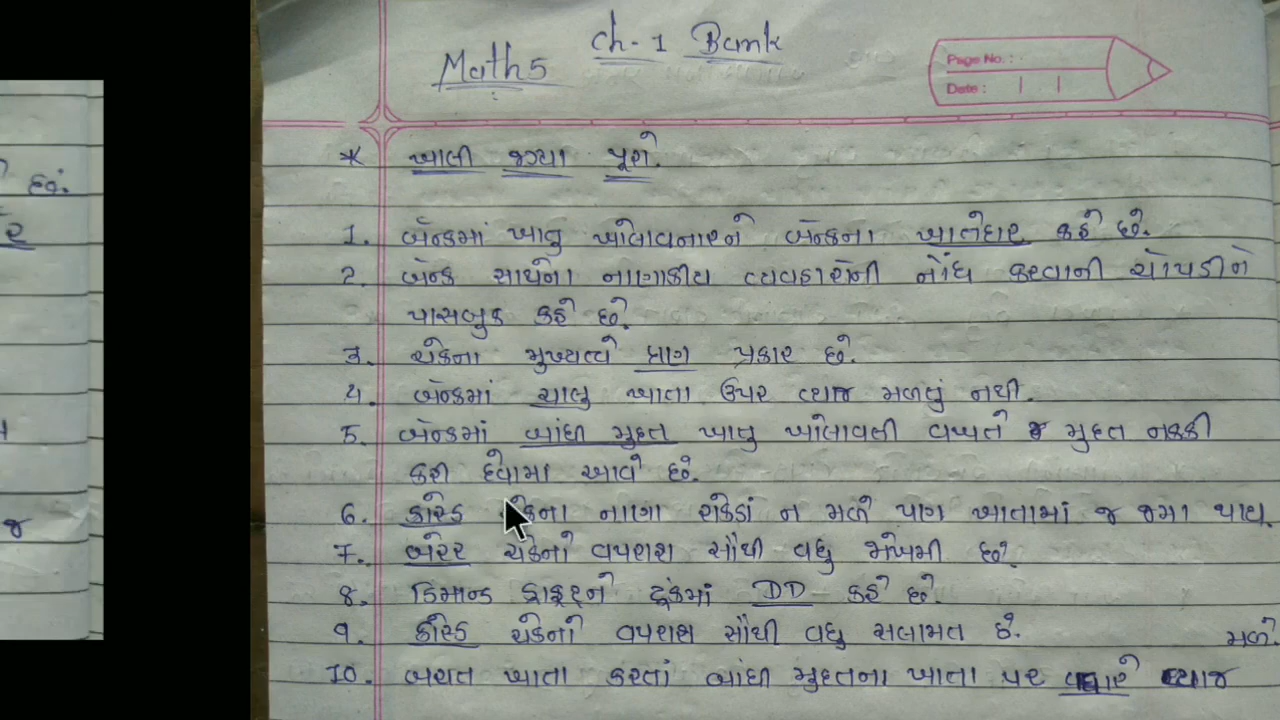 Maths ch-1 Bank
Page No. :
Date :
હતું.
ર
જ
* ખાલી જગ્યા પૂરો.
1. બેન્કમાં ખાતુ ખોલાવનારને બેન્કના ખાતેદાર કહે છે.
2. બેન્ક સાથેના નાણાકીય વ્યવહારોની નોંધ કરવાની ચોપડીને
પાસબુક કહે છે.
3. ચેકના મુખ્યત્વે ત્રણ પ્રકાર છે.
4. બેન્કમાં ચાલુ ખાતા ઉપર વ્યાજ મળતું નથી.
5. બેન્કમાં બાંધી મુદ્દત ખાતુ ખોલાવતી વખતે જ મુદ્દત નક્કી
કરી દેવામા આવે છે.
6. ક્રોસ્ડ ચેકના નાણા રોકડાં ન મળે પણ ખાતામાં જ જમા થાય.
7. બેરર ચેકનો વપરાશ સૌથી વધુ જોખમી છે.
8. ડિમાન્ડ ડ્રાફ્ટને ટૂંકમાં DD કહે છે.
9. ક્રોસ્ડ ચેકનો વપરાશ સૌથી વધુ સલામત છે.
10. બચત ખાતા કરતાં બાંધી મુદ્દતના ખાતા પર વધારે વ્યાજ મળે.